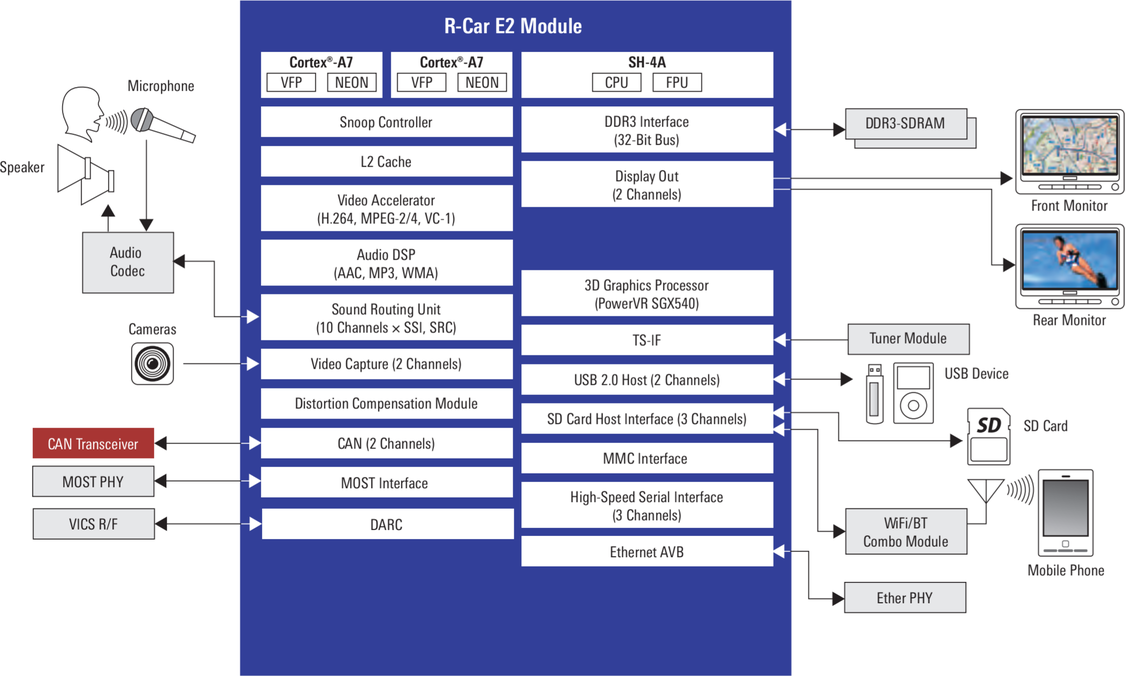 R-Car E2 Module
Cortex®-A7
VFP
NEON
Cortex®-A7
VFP
NEON
SH-4A
CPU
FPU
Snoop Controller
L2 Cache
Video Accelerator
(H.264, MPEG-2/4, VC-1)
Audio DSP
(AAC, MP3, WMA)
Sound Routing Unit
(10 Channels × SSI, SRC)
Video Capture (2 Channels)
Distortion Compensation Module
CAN (2 Channels)
MOST Interface
DARC
DDR3 Interface
(32-Bit Bus)
Display Out
(2 Channels)
3D Graphics Processor
(PowerVR SGX540)
TS-IF
USB 2.0 Host (2 Channels)
SD Card Host Interface (3 Channels)
MMC Interface
High-Speed Serial Interface
(3 Channels)
Ethernet AVB
Microphone
Speaker
Audio
Codec
Cameras
CAN Transceiver
MOST PHY
VICS R/F
DDR3-SDRAM
Front Monitor
Rear Monitor
Tuner Module
USB Device
SD
SD Card
WiFi/BT
Combo Module
Mobile Phone
Ether PHY